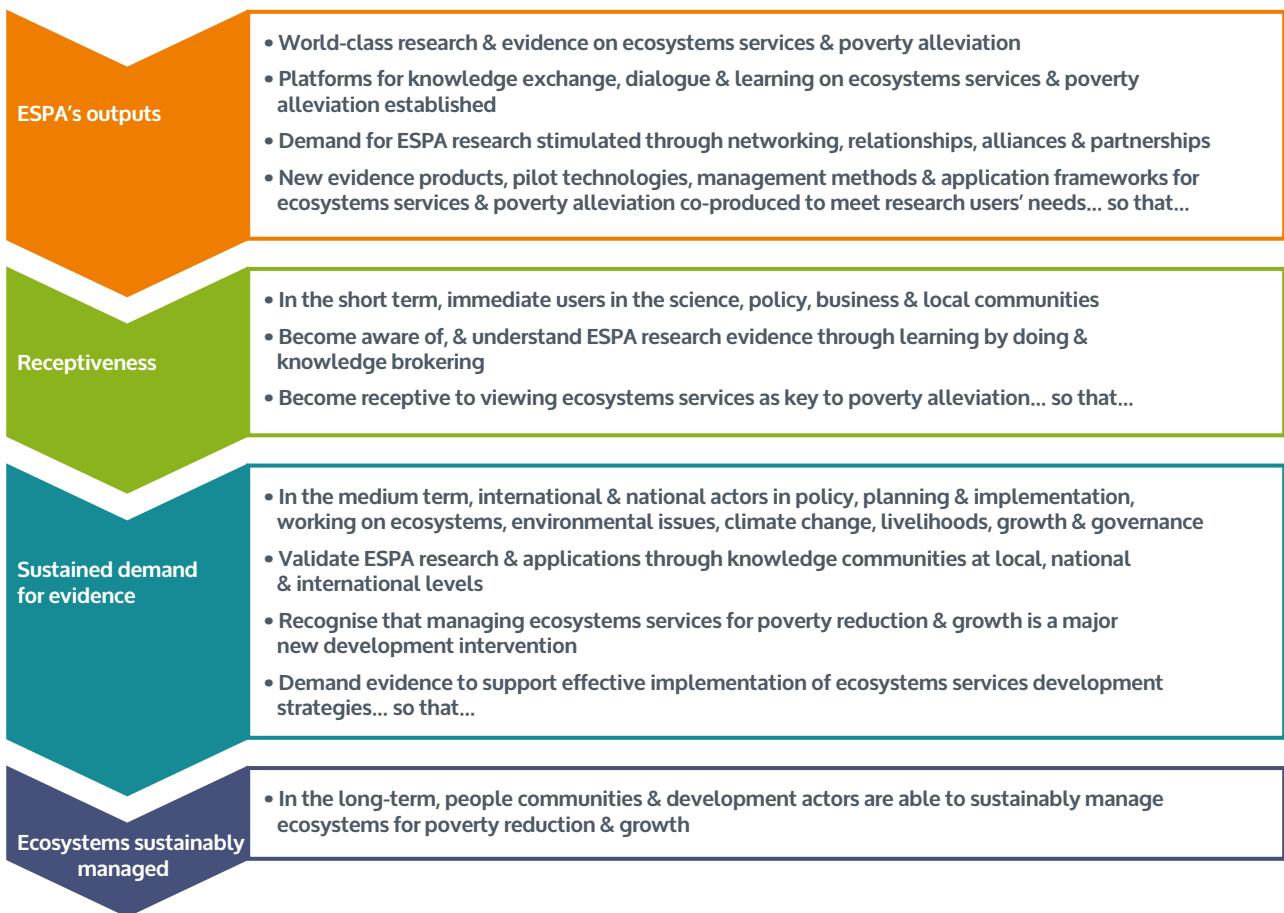 ESPA's outputs
• World-class research & evidence on ecosystems services & poverty alleviation
• Platforms for knowledge exchange, dialogue & learning on ecosystems services & poverty
alleviation established
• Demand for ESPA research stimulated through networking, relationships, alliances & partnerships
• New evidence products, pilot technologies, management methods & application frameworks for
ecosystems services & poverty alleviation co-produced to meet research users' needs... so that...
Receptiveness
• In the short term, immediate users in the science, policy, business & local communities
• Become aware of, & understand ESPA research evidence through learning by doing &
knowledge brokering
• Become receptive to viewing ecosystems services as key to poverty alleviation... so that...
Sustained demand
for evidence
• In the medium term, international & national actors in policy, planning & implementation,
working on ecosystems, environmental issues, climate change, livelihoods, growth & governance
• Validate ESPA research & applications through knowledge communities at local, national
& international levels
• Recognise that managing ecosystems services for poverty reduction & growth is a major
new development intervention
• Demand evidence to support effective implementation of ecosystems services development
strategies... so that...
Ecosystems sustainably
managed
• In the long-term, people communities & development actors are able to sustainably manage
ecosystems for poverty reduction & growth